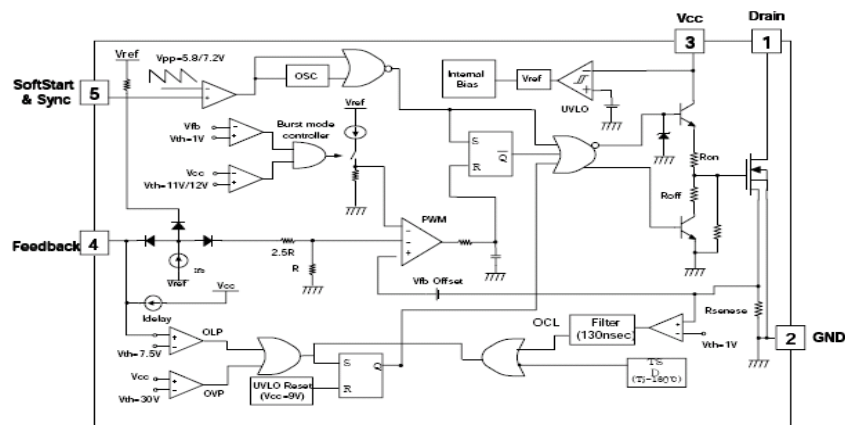 Vcc
Drain
3
1
Vref
Vpp=5.8/7.2V
SoftStart
& Sync
5
OSC
Internal
Bias
Vref
UVLO
Burst mode
controller
Vref
Vfb
Vth=1V
Vcc
Vth=11V/12V
S
R
Q
Ron
Roff
PWM
Feedback
4
2.5R
R
Ifb
Vref
Vfb Offset
Vcc
Idelay
Rsenese
OLP
Vth=7.5V
OCL
Filter
(130nsec)
Vth=1V
2
GND
Vcc
Vth=30V
OVP
UVLO Reset
(Vcc=9V)
S
R
Q
TS
D